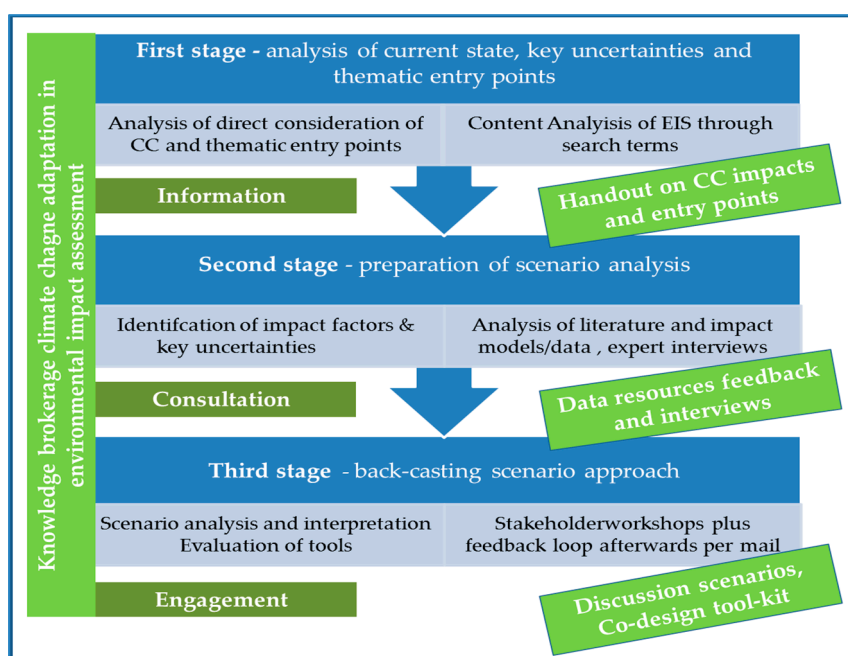 Knowledge brokerage climate chagne adaptation in
environmental impact assessment
First stage - analysis of current state, key uncertainties and
thematic entry points
Analysis of direct consideration of
CC and thematic entry points
Content Analyisis of EIS through
search terms
Information
Handout on CC impacts
and entry points
Second stage - preparation of scenario analysis
Identifcation of impact factors &
key uncertainties
Analysis of literature and impact
models/data , expert interviews
Consultation
Data resources feedback
and interviews
Third stage - back-casting scenario approach
Scenario analysis and interpretation
Evaluation of tools
Stakeholderworkshops plus
feedback loop afterwards per mail
Engagement
Discussion scenarios,
Co-design tool-kit